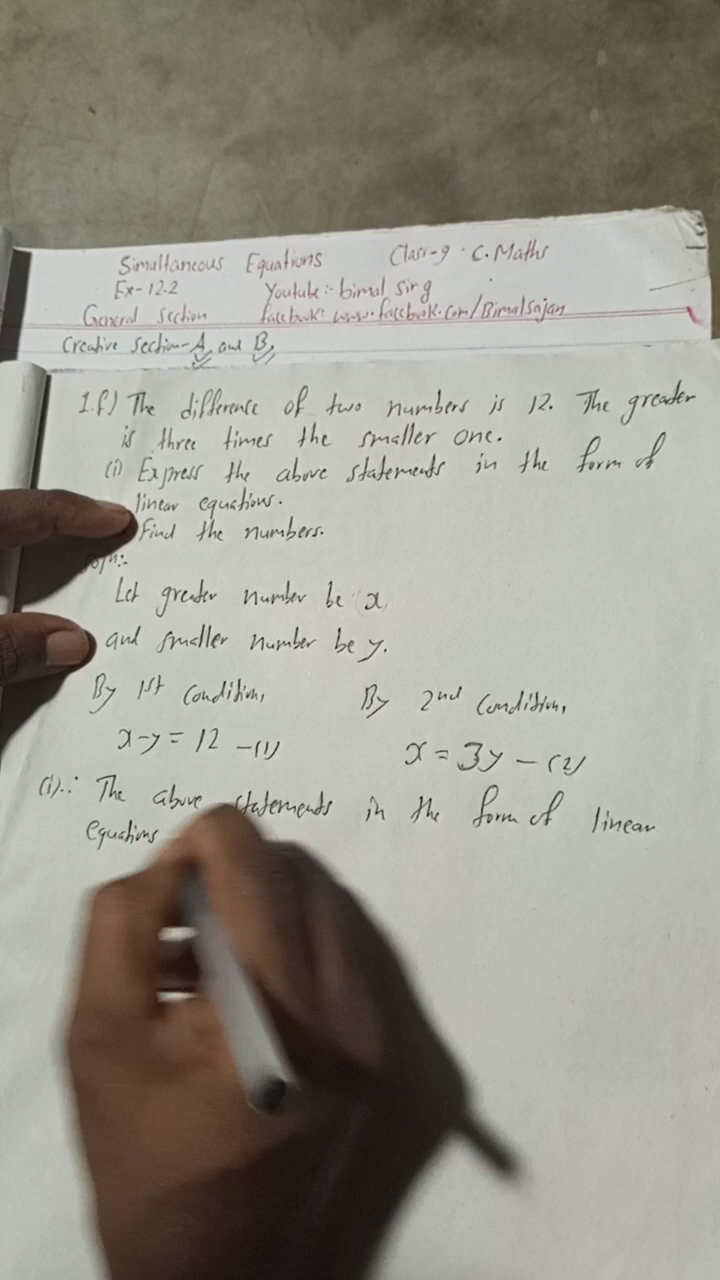 Simultaneous Equations Class-9 C. Maths
Ex-12.2 Youtube:- bimal sir g
General section facebook: www.facebook.com/Bimalsajan
Creative section-A and B,
1.f) The difference of two numbers is 12. The greater
is three times the smaller one.
(i) Express the above statements in the form of
linear equations.
Find the numbers.
Let greater number be x
and smaller number be y.
By 1st condition, By 2nd condition,
x-y = 12 -(1) x = 3y - (2)
(i).∴ The above statements in the form of linear
equations